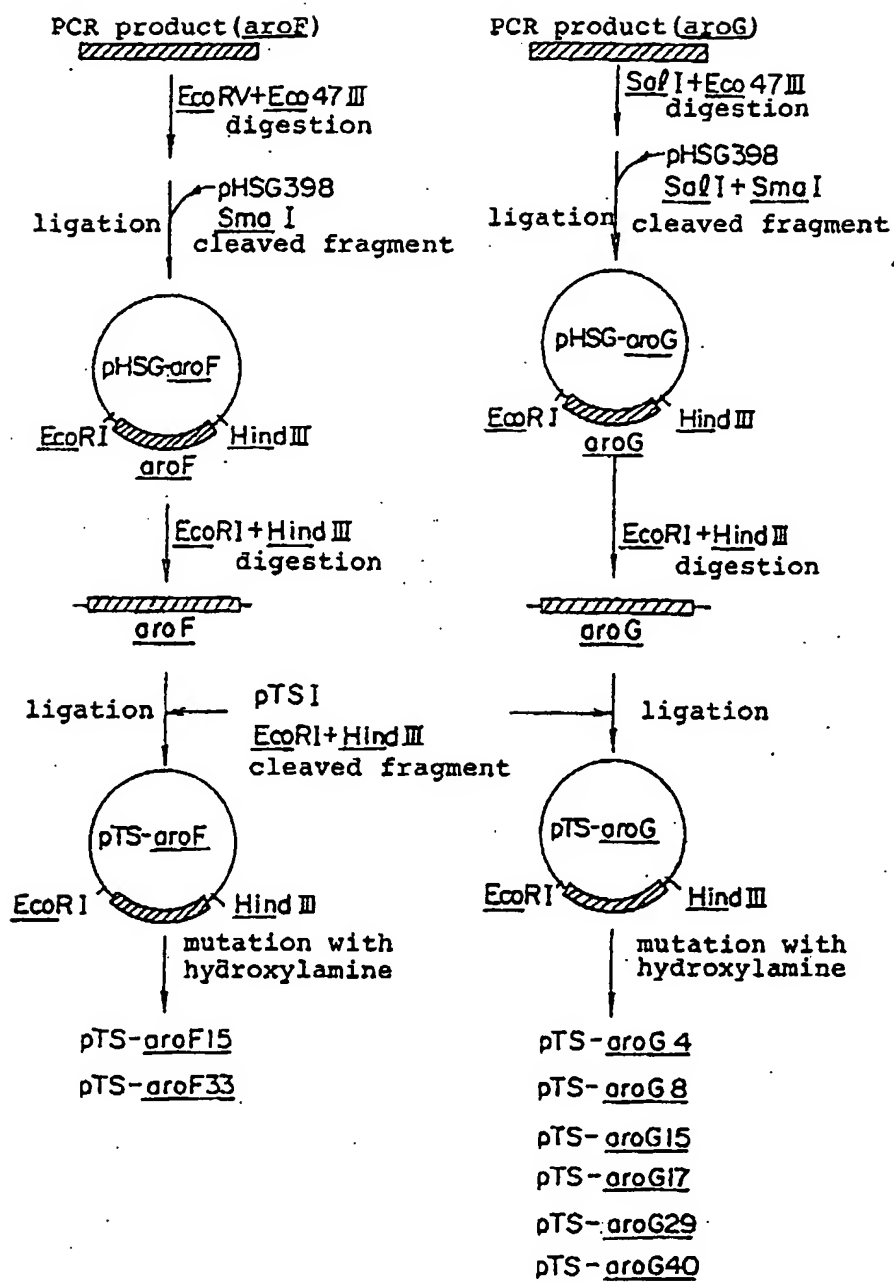 PCR product(aroF)
EcoRV+Eco47III
digestion
pHSG398
SmaI
cleaved fragment
ligation
pHSG-aroF
EcoRI
HindIII
aroF
EcoRI+HindIII
digestion
aroF
ligation
pTSI
EcoRI+HindIII
cleaved fragment
pTS-aroF
EcoRI
HindIII
mutation with
hydroxylamine
pTS-aroF15
pTS-aroF33
PCR product(aroG)
SalI+Eco47III
digestion
pHSG398
SalI+SmaI
cleaved fragment
ligation
pHSG-aroG
EcoRI
HindIII
aroG
EcoRI+HindIII
digestion
aroG
ligation
pTS-aroG
EcoRI
HindIII
mutation with
hydroxylamine
pTS-aroG4
pTS-aroG8
pTS-aroG15
pTS-aroG17
pTS-aroG29
pTS-aroG40